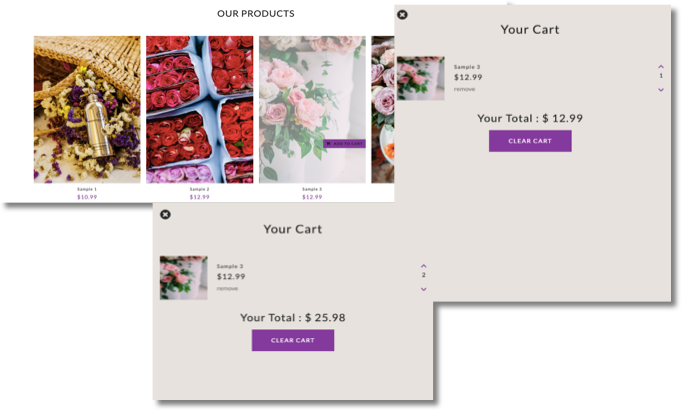 OUR PRODUCTS
ADD TO CART
Sample 1
$10.99
Sample 2
$12.99
Sample 3
$12.99
Your Cart
Sample 3
$12.99
remove
1
Your Total : $ 12.99
CLEAR CART
Your Cart
Sample 3
$12.99
remove
2
Your Total : $ 25.98
CLEAR CART